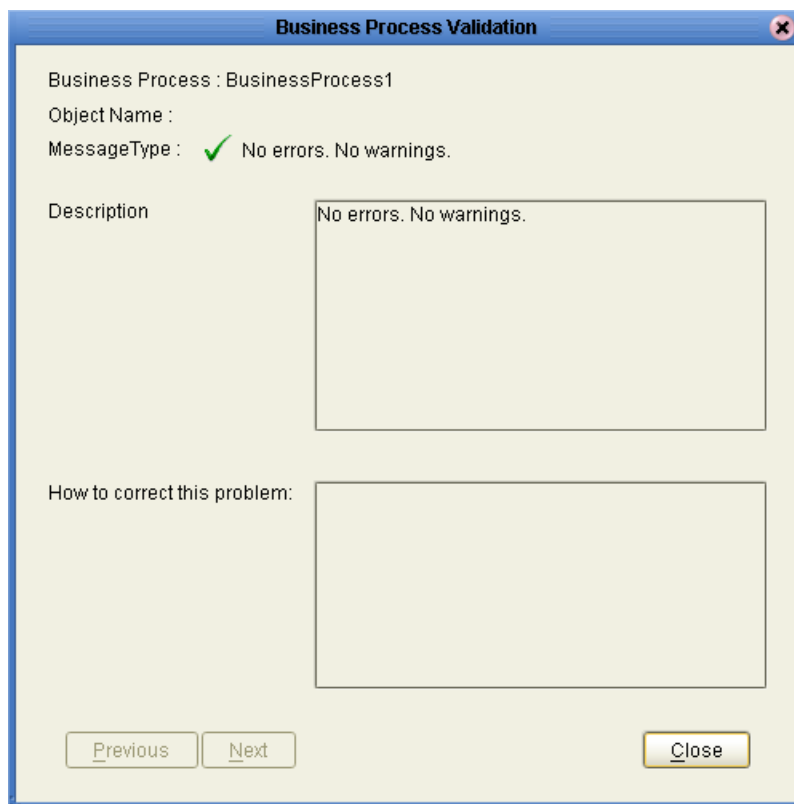 Business Process Validation
Business Process : BusinessProcess1
Object Name :
MessageType : No errors. No warnings.
Description
No errors. No warnings.
How to correct this problem:
Previous Next Close